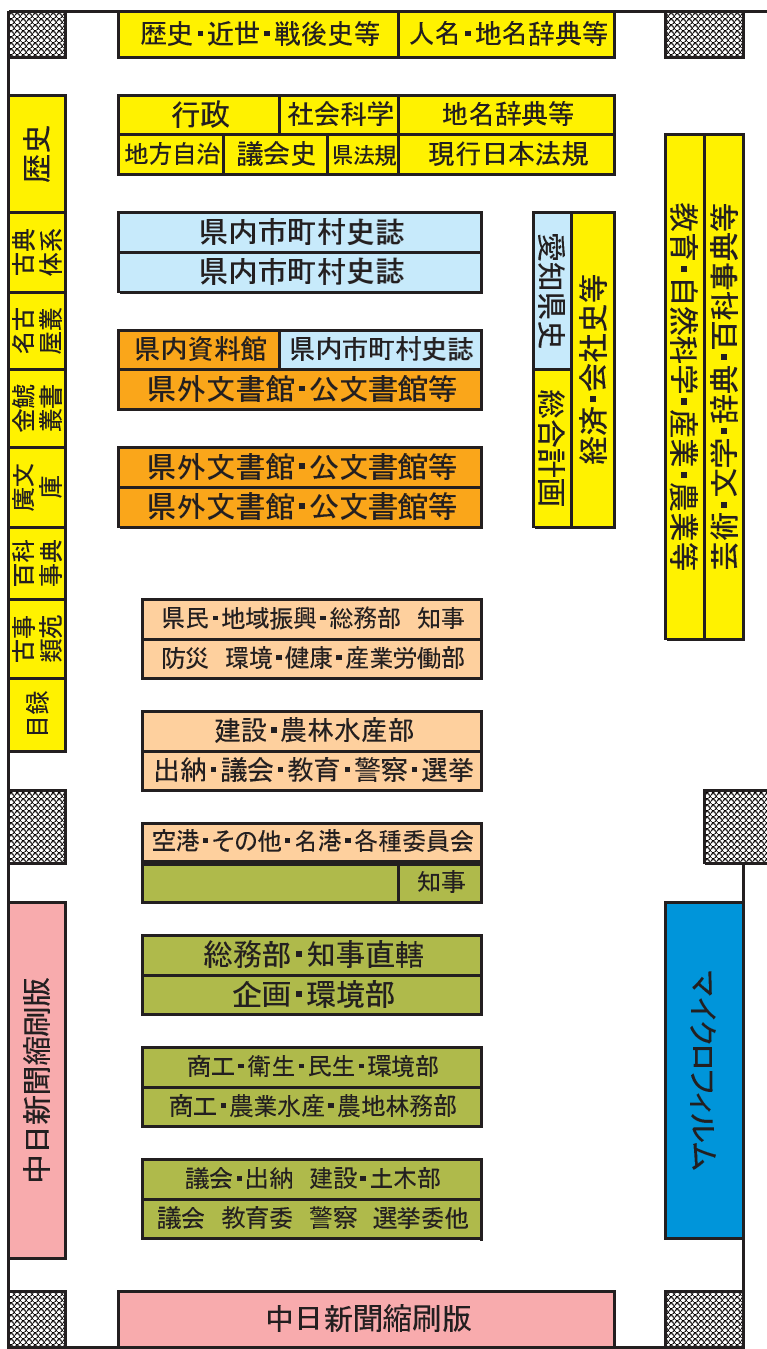 歴史・近世・戦後史等
人名・地名辞典等
行政
社会科学
地名辞典等
地方自治
議会史
県法規
現行日本法規
歴史
古典
体系
名古
屋叢
金鯱
叢書
廣文
庫
百科
事典
古事
類苑
目録
県内市町村史誌
県内市町村史誌
県内資料館
県内市町村史誌
県外文書館・公文書館等
県外文書館・公文書館等
県外文書館・公文書館等
愛知県史
総合計画
経済・会社史等
教育・自然科学・産業・農業等
芸術・文学・辞典・百科事典等
県民・地域振興・総務部 知事
防災 環境・健康・産業労働部
建設・農林水産部
出納・議会・教育・警察・選挙
空港・その他・名港・各種委員会
知事
総務部・知事直轄
企画・環境部
商工・衛生・民生・環境部
商工・農業水産・農地林務部
議会・出納 建設・土木部
議会 教育委 警察 選挙委他
中日新聞縮刷版
マイクロフィルム
中日新聞縮刷版